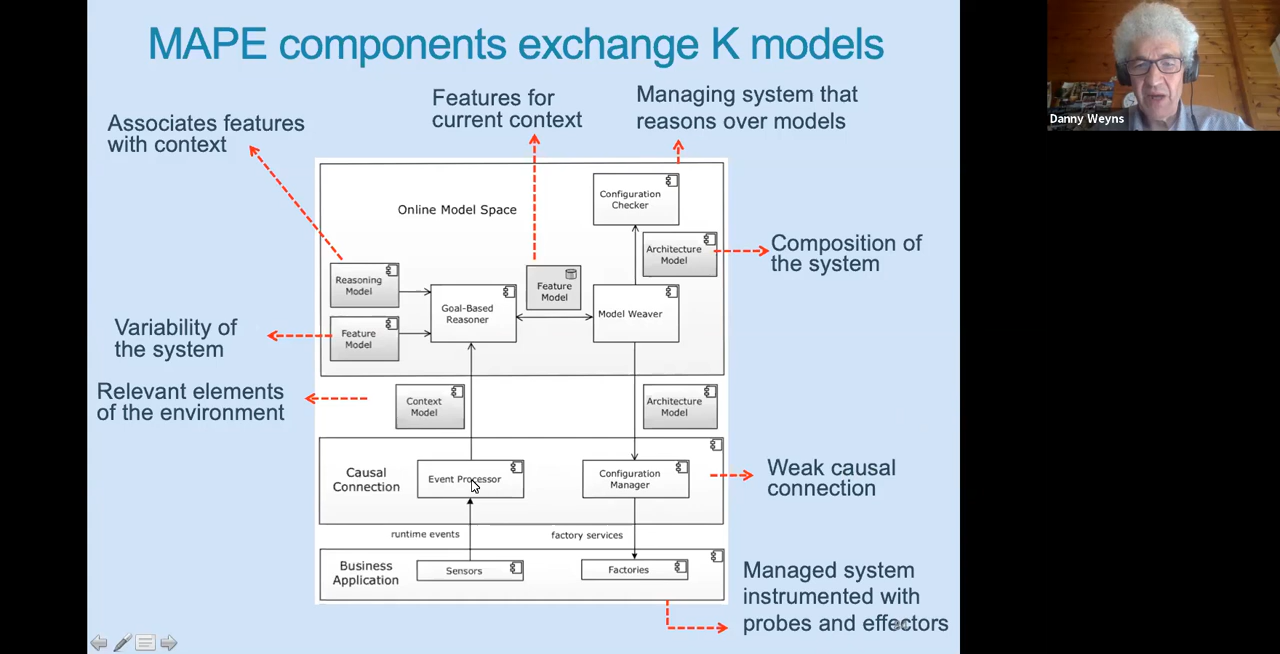 MAPE components exchange K models
Associates features
with context
Features for
current context
Managing system that
reasons over models
Danny Weyns
Online Model Space
Configuration
Checker
Architecture
Model
Composition of
the system
Reasoning
Model
Feature
Model
Goal-Based
Reasoner
Feature
Model
Model Weaver
Variability of
the system
Relevant elements
of the environment
Context
Model
Architecture
Model
Causal
Connection
Event Processor
Configuration
Manager
Weak causal
connection
runtime events
factory services
Business
Application
Sensors
Factories
Managed system
instrumented with
probes and effectors